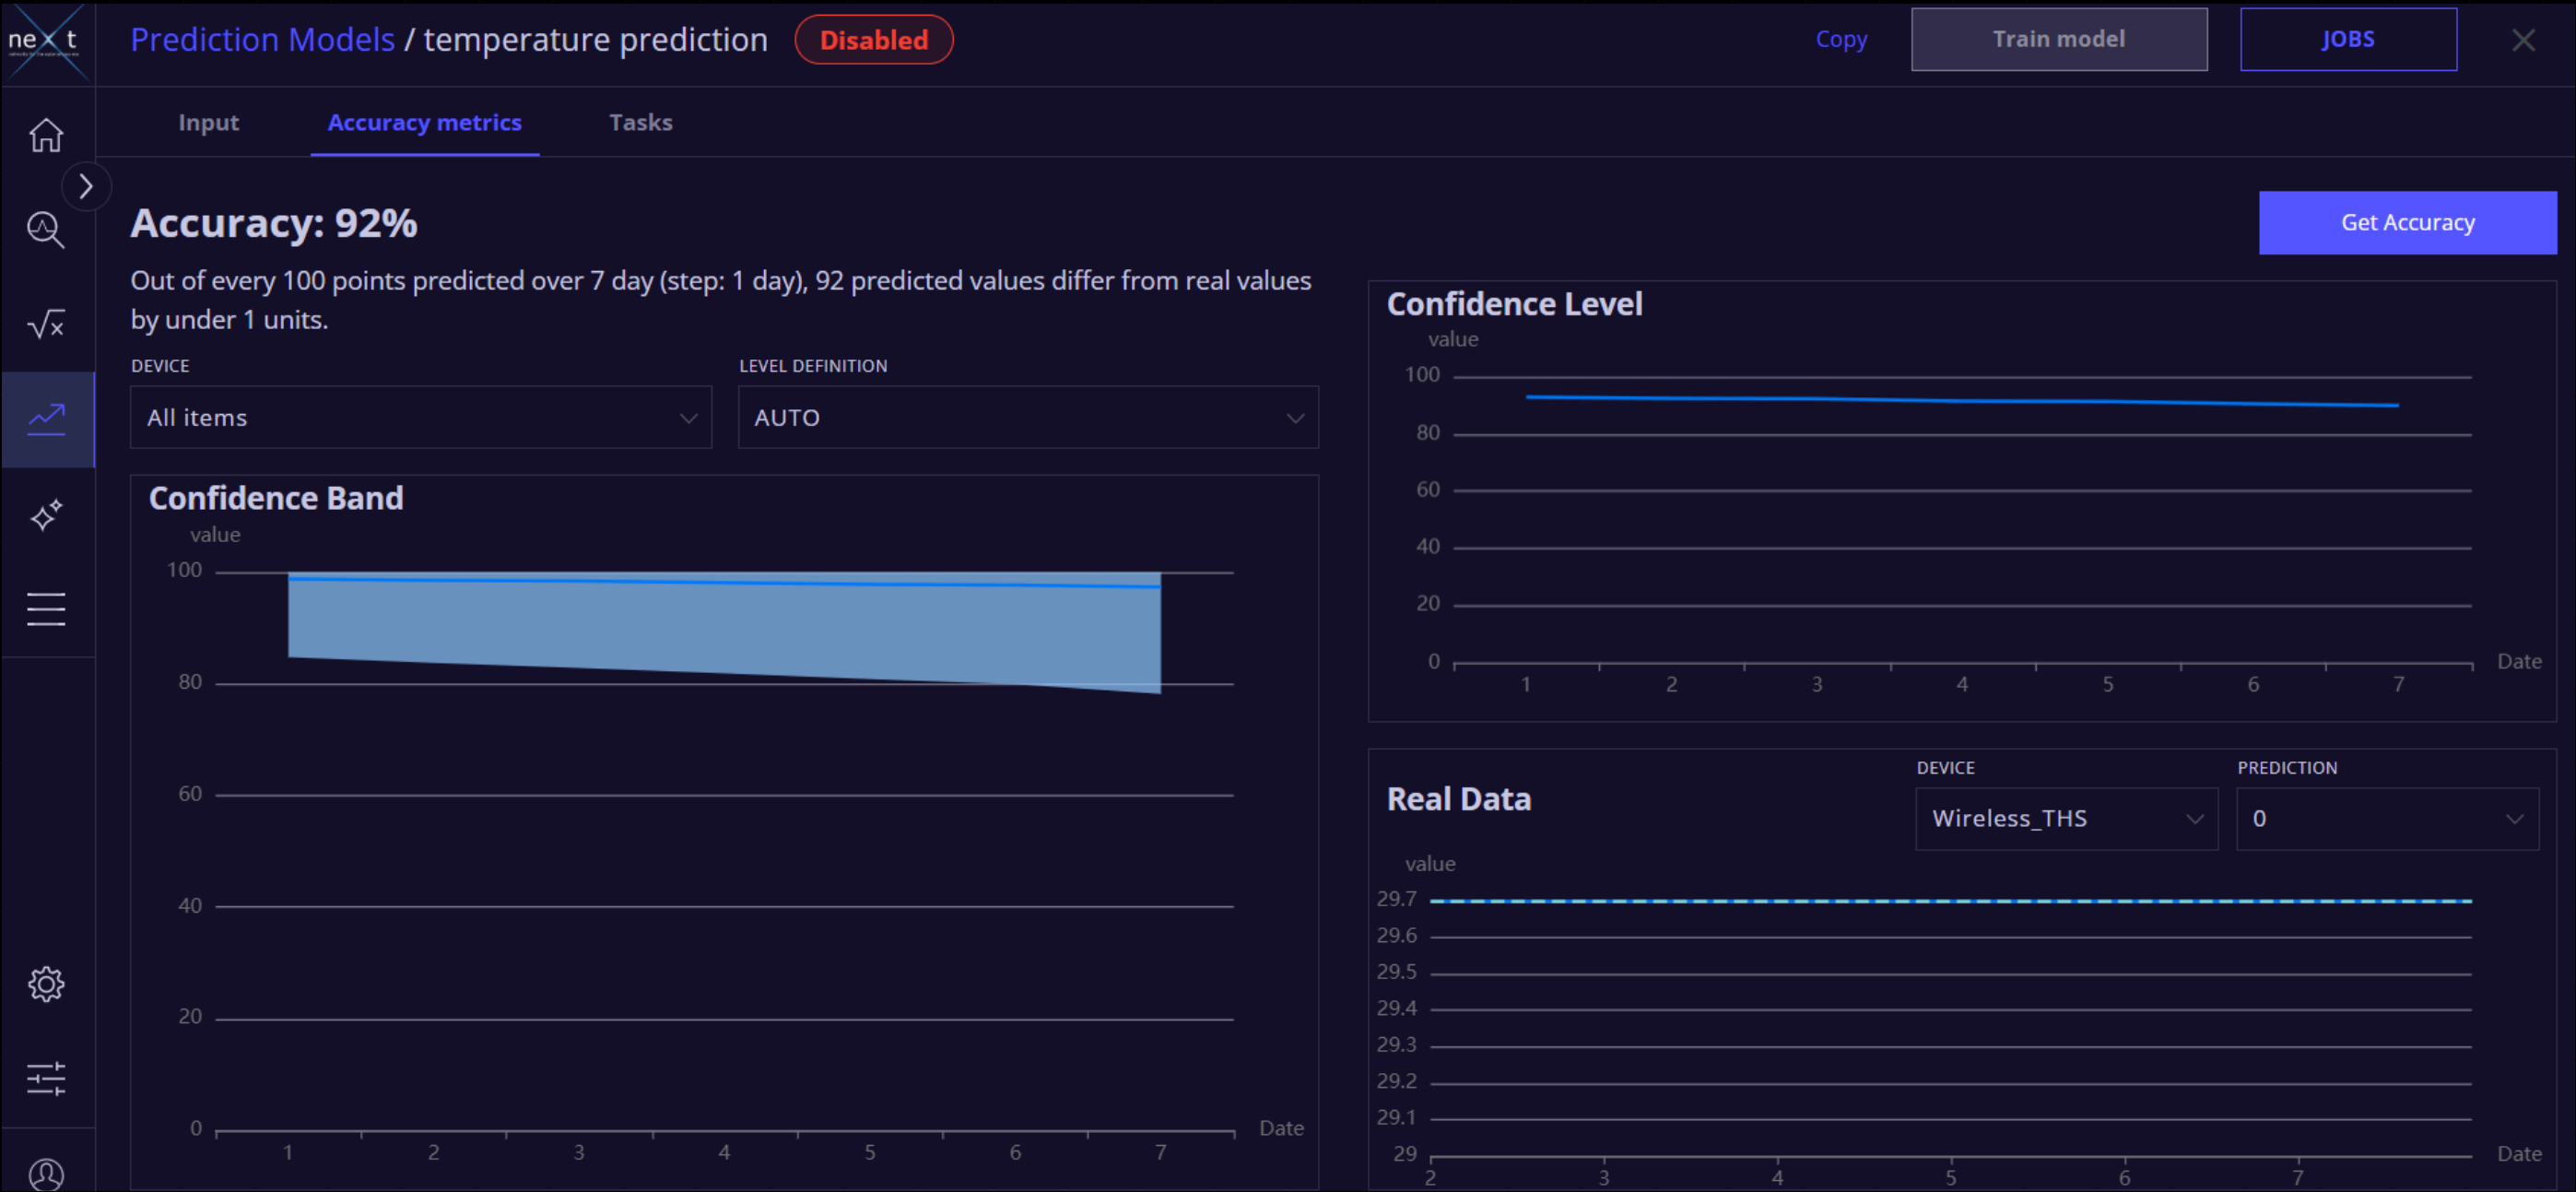 next
Prediction Models / temperature prediction
Disabled
Copy
Train model
JOBS
Input
Accuracy metrics
Tasks
Accuracy: 92%
Get Accuracy
Out of every 100 points predicted over 7 day (step: 1 day), 92 predicted values differ from real values
by under 1 units.
DEVICE
LEVEL DEFINITION
All items
AUTO
Confidence Band
value
100
80
60
40
20
0
1 2 3 4 5 6 7
Date
Confidence Level
value
100
80
60
40
20
0
1 2 3 4 5 6 7
Date
Real Data
DEVICE
PREDICTION
Wireless_THS
0
value
29.7
29.6
29.5
29.4
29.3
29.2
29.1
29
2 3 4 5 6 7
Date